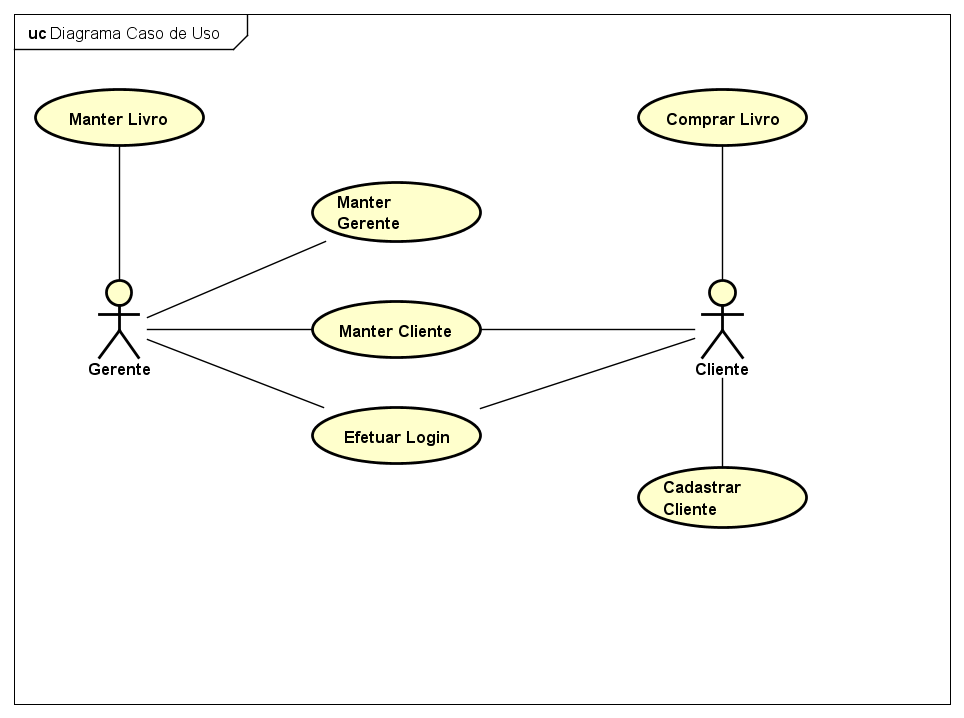 uc Diagrama Caso de Uso
Manter Livro
Comprar Livro
Manter
Gerente
Manter Cliente
Gerente
Cliente
Efetuar Login
Cadastrar
Cliente